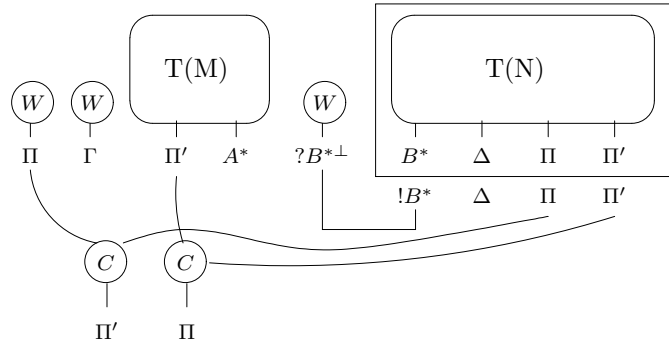 T(M) T(N)
W W W
Π Γ Π′ A* ?B*⊥ B* Δ Π Π′
!B* Δ Π Π′
C C
Π′ Π